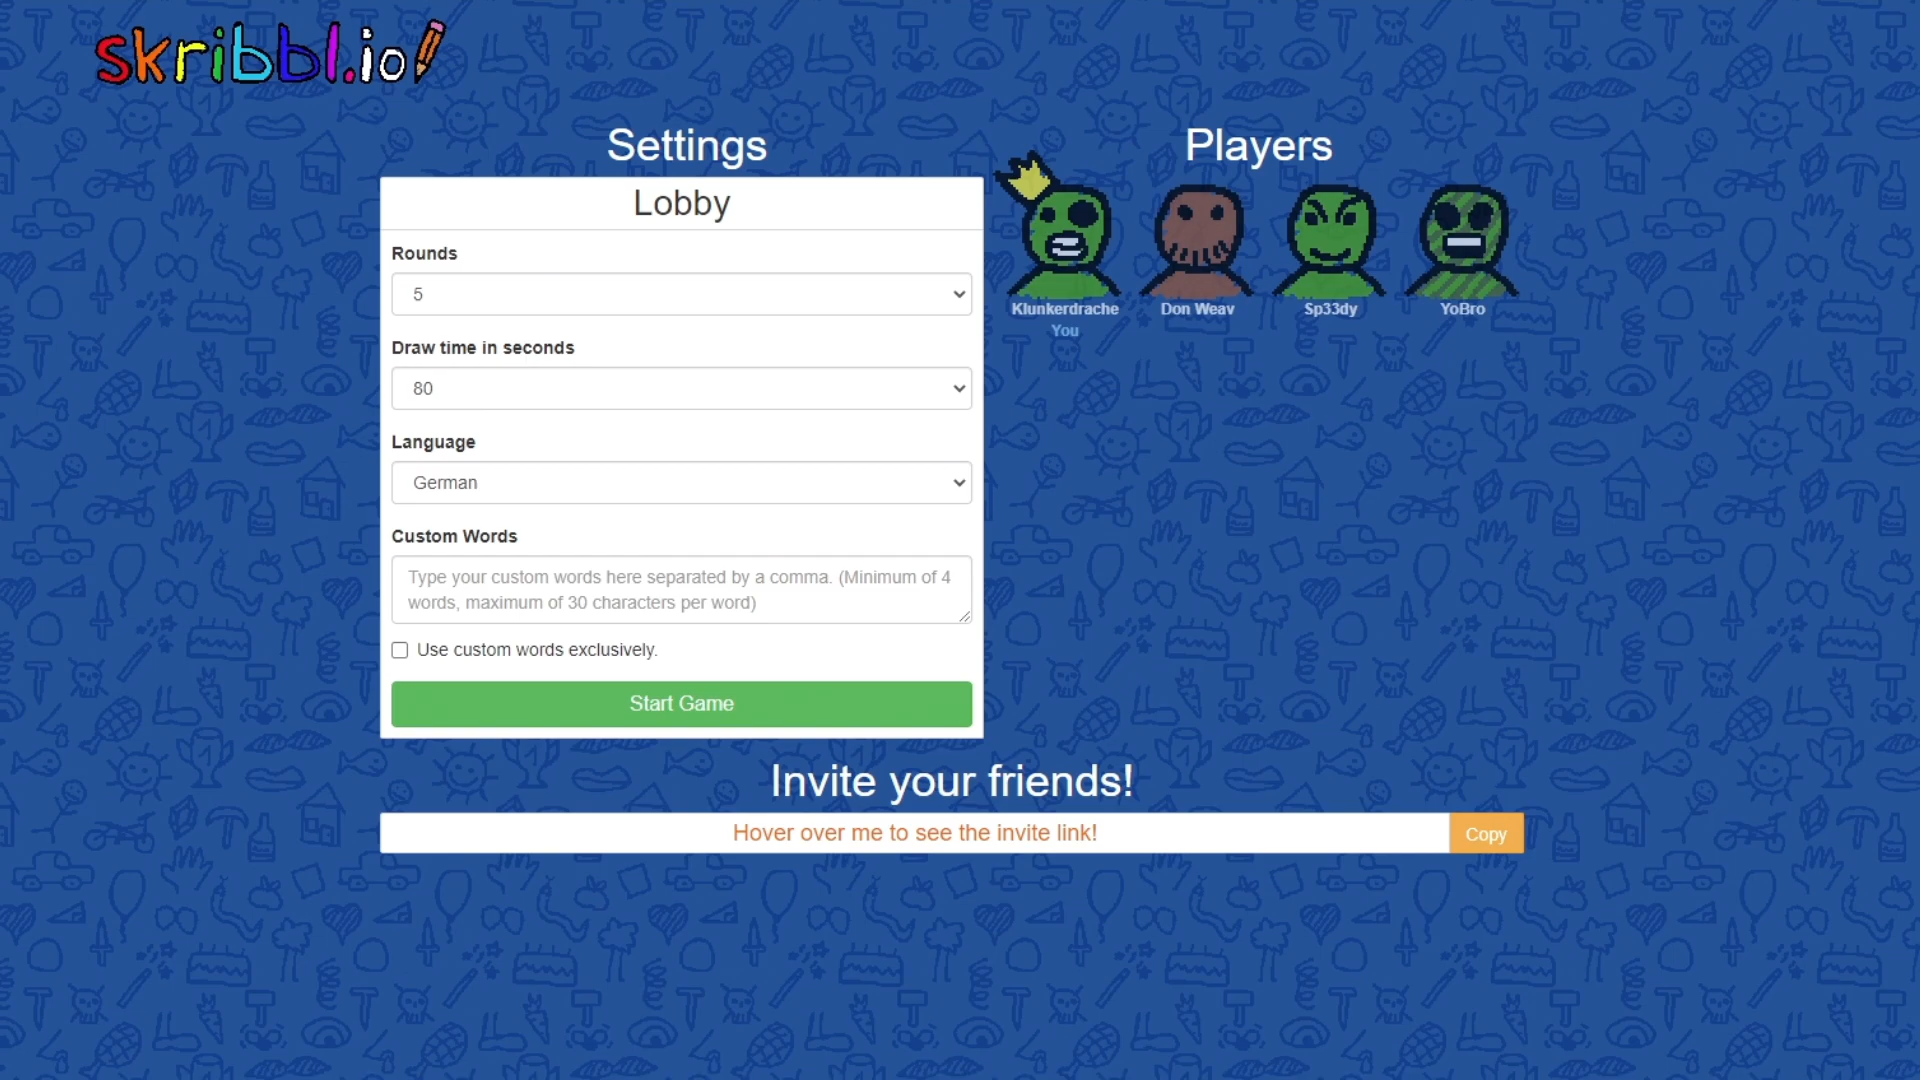 skribbl.io
Settings
Players
Lobby
Rounds
5
Klunkerdrache
Don Weav
Sp33dy
YoBro
You
Draw time in seconds
80
Language
German
Custom Words
Type your custom words here separated by a comma. (Minimum of 4
words, maximum of 30 characters per word)
Use custom words exclusively.
Start Game
Invite your friends!
Hover over me to see the invite link!
Copy